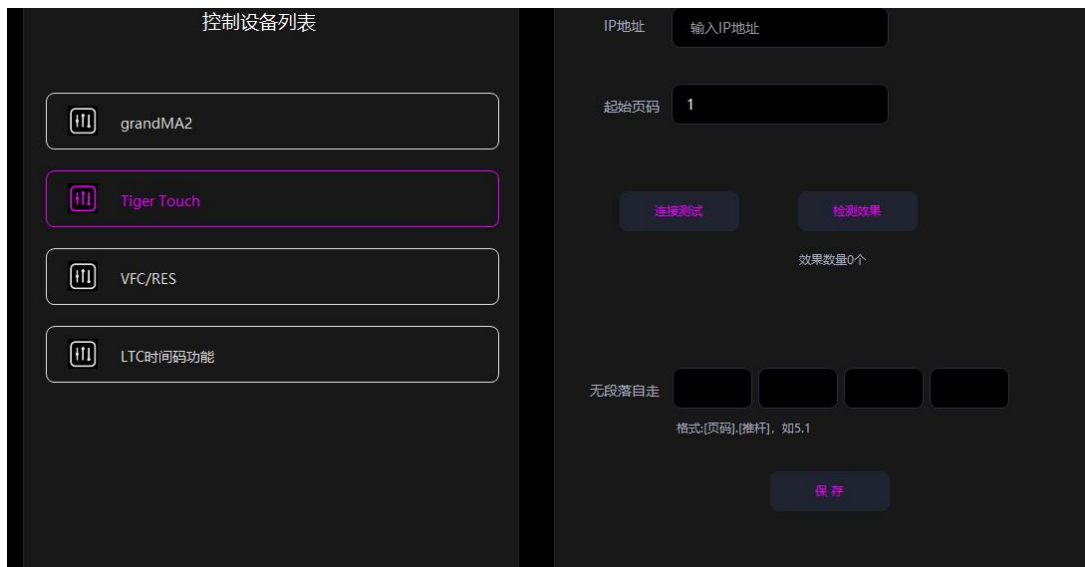 控制设备列表
grandMA2
Tiger Touch
VFC/RES
LTC时间码功能
IP地址 输入IP地址
起始页码 1
连接测试 检测效果
效果数量0个
无段落自走
格式:[页码].[推杆]，如5.1
保 存